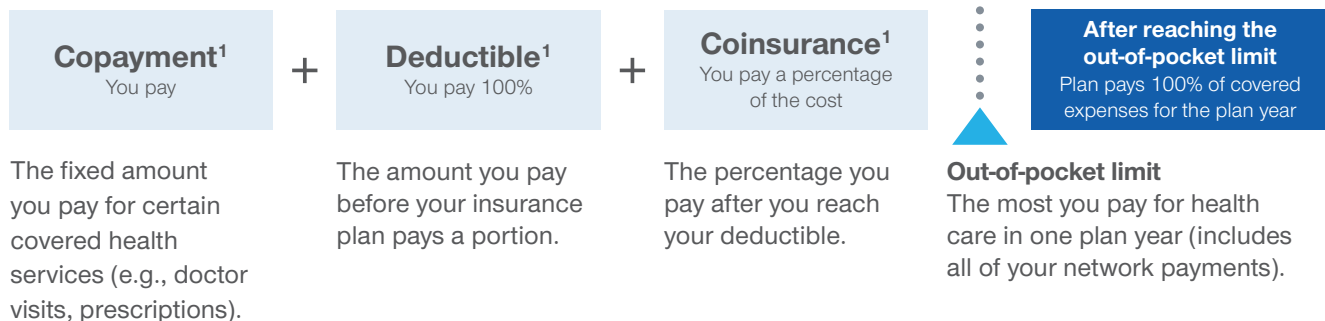 Copayment¹
You pay
+
Deductible¹
You pay 100%
+
Coinsurance¹
You pay a percentage
of the cost
After reaching the
out-of-pocket limit
Plan pays 100% of covered
expenses for the plan year
The fixed amount
you pay for certain
covered health
services (e.g., doctor
visits, prescriptions).
The amount you pay
before your insurance
plan pays a portion.
The percentage you
pay after you reach
your deductible.
Out-of-pocket limit
The most you pay for health
care in one plan year (includes
all of your network payments).